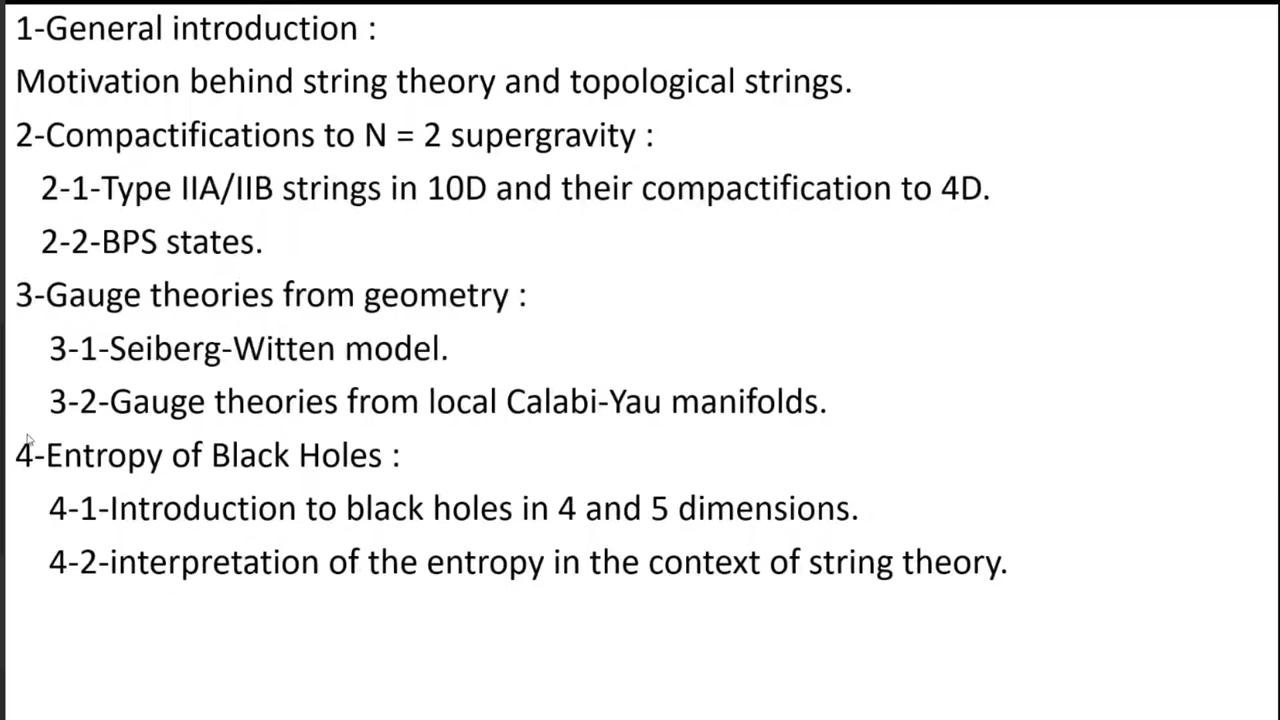 1-General introduction :
Motivation behind string theory and topological strings.
2-Compactifications to N = 2 supergravity :
2-1-Type IIA/IIB strings in 10D and their compactification to 4D.
2-2-BPS states.
3-Gauge theories from geometry :
3-1-Seiberg-Witten model.
3-2-Gauge theories from local Calabi-Yau manifolds.
4-Entropy of Black Holes :
4-1-Introduction to black holes in 4 and 5 dimensions.
4-2-interpretation of the entropy in the context of string theory.